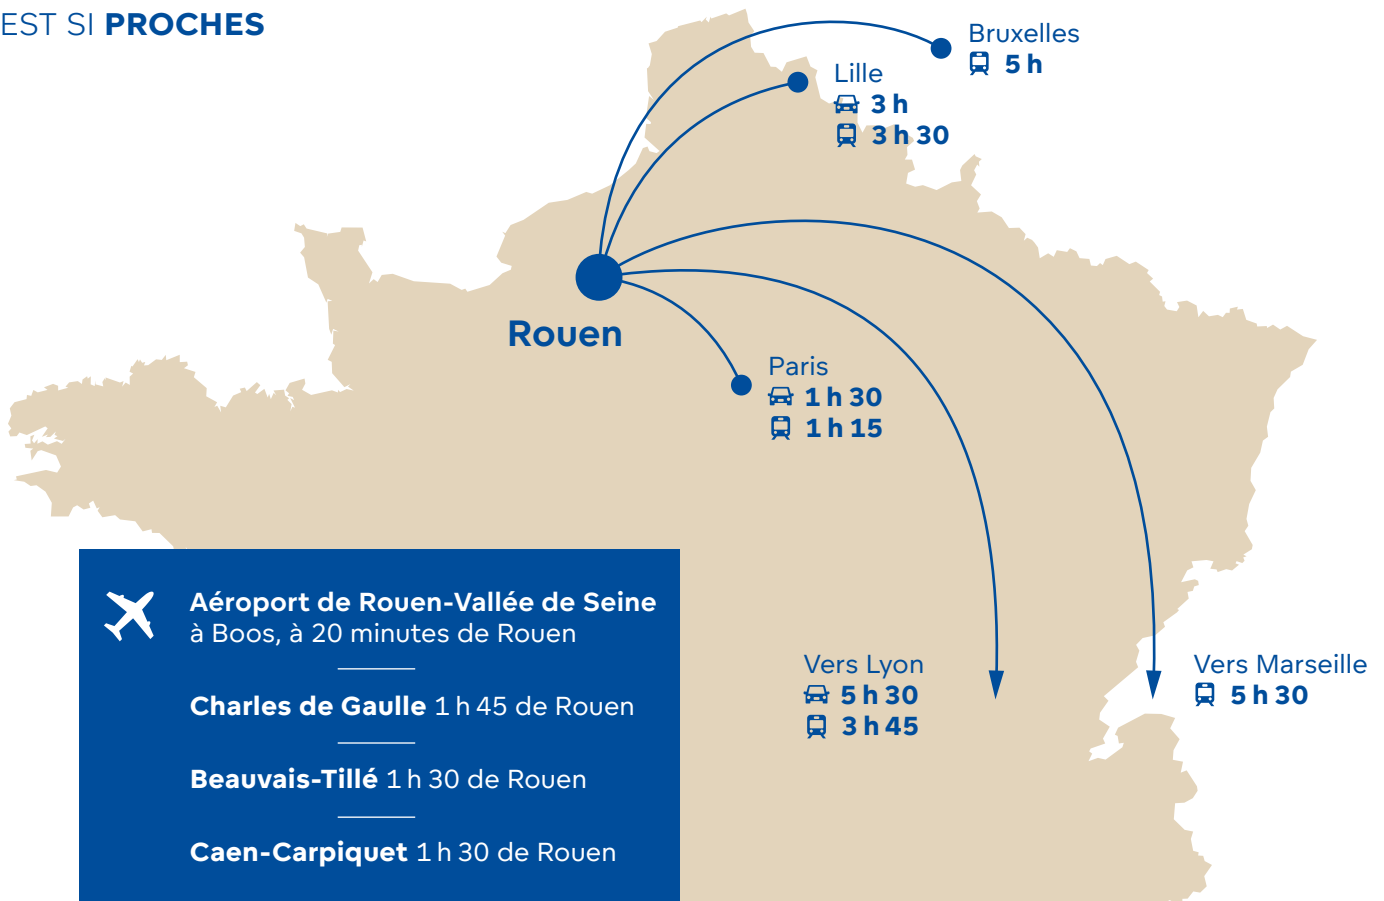 EST SI PROCHES
Bruxelles
5 h
Lille
3 h
3 h 30
Rouen
Paris
1 h 30
1 h 15
Vers Lyon
5 h 30
3 h 45
Vers Marseille
5 h 30
Aéroport de Rouen-Vallée de Seine
à Boos, à 20 minutes de Rouen
Charles de Gaulle 1 h 45 de Rouen
Beauvais-Tillé 1 h 30 de Rouen
Caen-Carpiquet 1 h 30 de Rouen